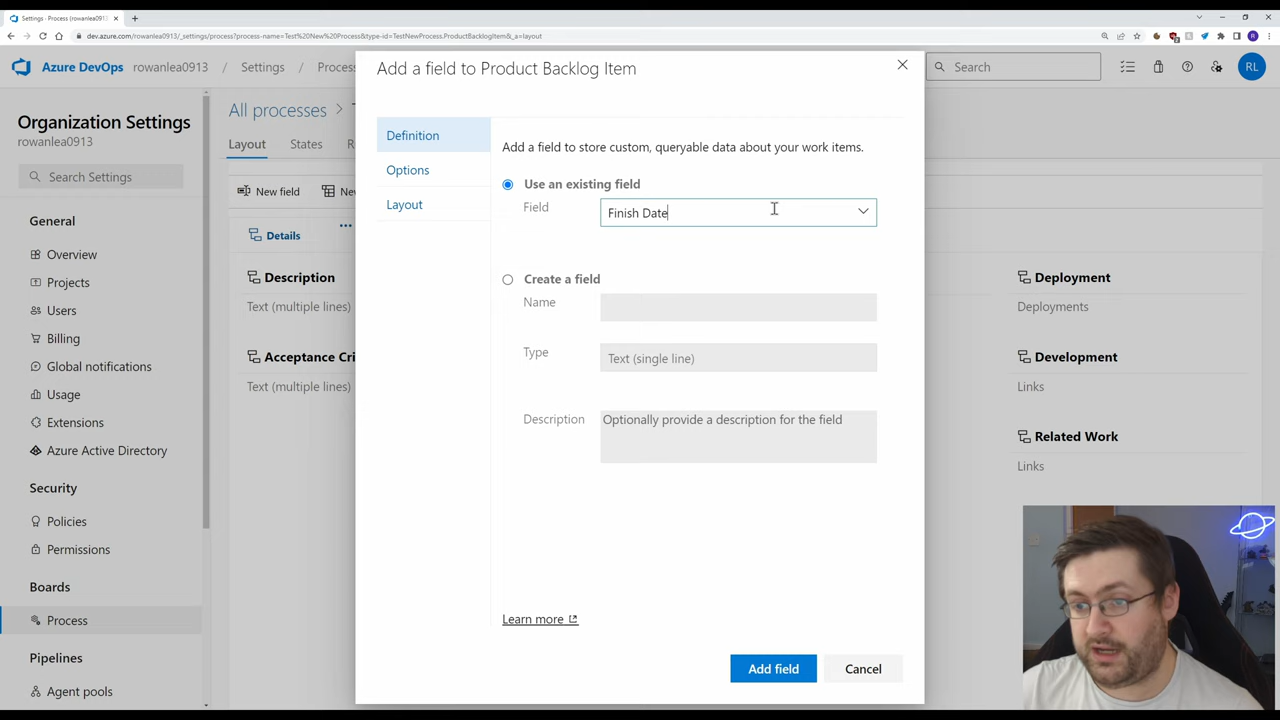 Settings - Process (rowanlea0913
dev.azure.com/rowanlea0913/_settings/process?process-name=Test%20New%20Process&type-id=TestNewProcess.ProductBacklogItem&_a=layout
Azure DevOps
rowanlea0913
Settings
Proces
Search
RL
Organization Settings
rowanlea0913
Search Settings
General
Overview
Projects
Users
Billing
Global notifications
Usage
Extensions
Azure Active Directory
Security
Policies
Permissions
Boards
Process
Pipelines
Agent pools
All processes >
Layout
States
New field
Details
Description
Text (multiple lines)
Acceptance Cri
Text (multiple lines)
Add a field to Product Backlog Item
Definition
Options
Layout
Add a field to store custom, queryable data about your work items.
Use an existing field
Field
Finish Date
Create a field
Name
Type
Text (single line)
Description
Optionally provide a description for the field
Learn more
Add field
Cancel
Deployment
Deployments
Development
Links
Related Work
Links